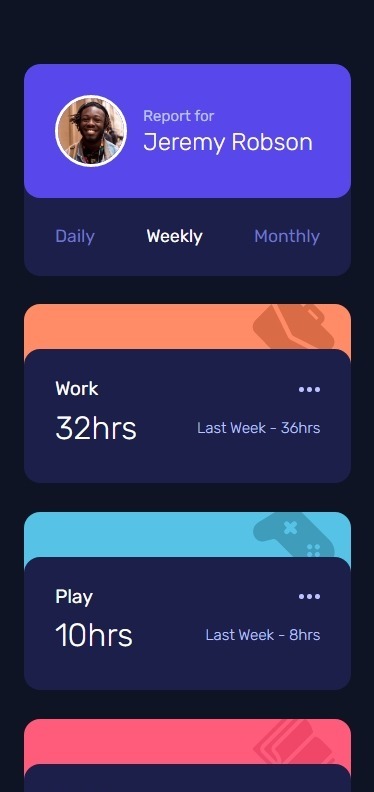 Report for
Jeremy Robson
Daily Weekly Monthly
Work
32hrs Last Week - 36hrs
Play
10hrs Last Week - 8hrs